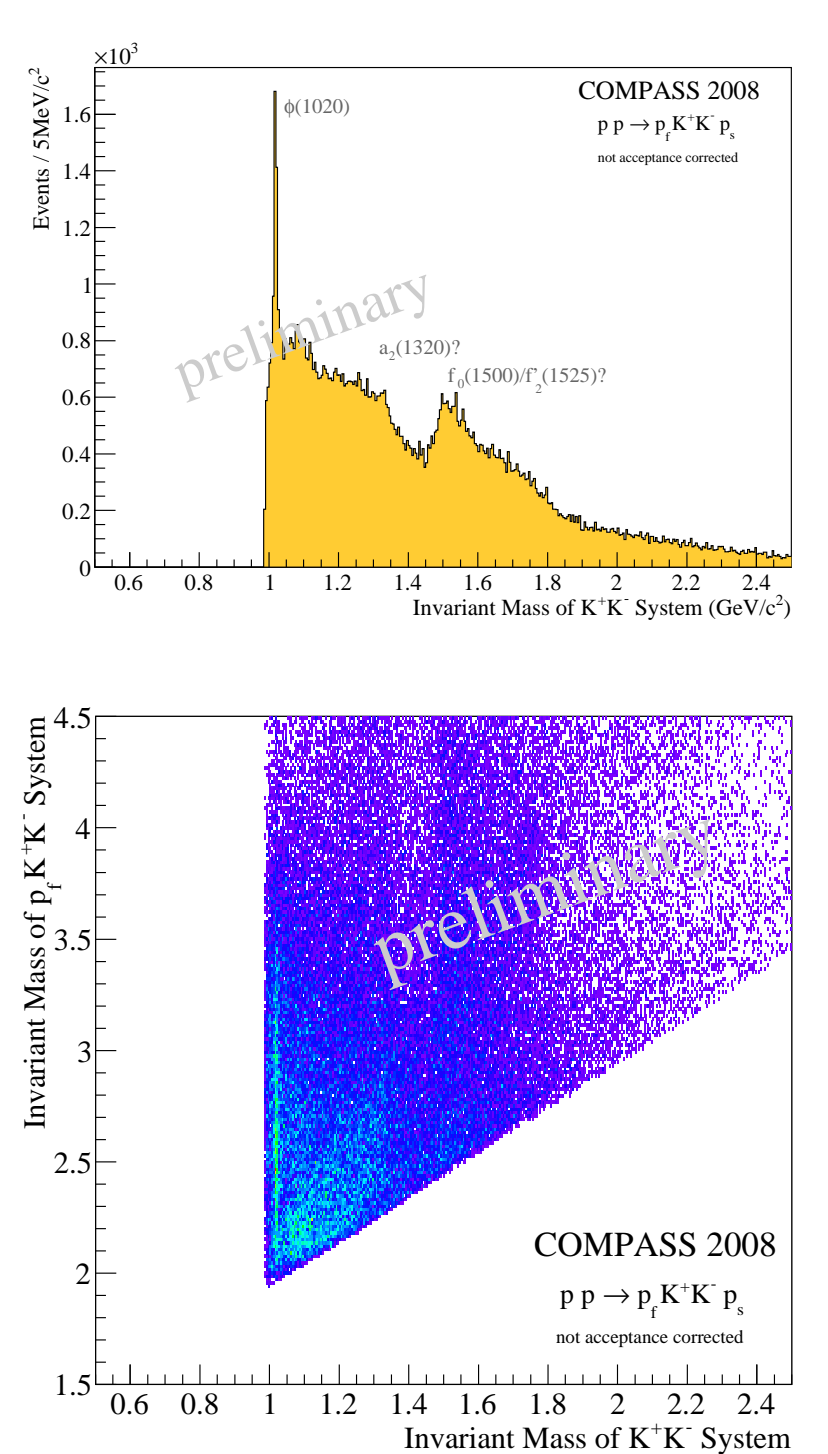 ×10³
Events / 5MeV/c²
1.6
1.4
1.2
1
0.8
0.6
0.4
0.2
0
φ(1020)
COMPASS 2008
p p → p_f K⁺K⁻ p_s
not acceptance corrected
preliminary
a₂(1320)?
f₀(1500)/f'₂(1525)?
0.6 0.8 1 1.2 1.4 1.6 1.8 2 2.2 2.4
Invariant Mass of K⁺K⁻ System (GeV/c²)
Invariant Mass of p_f K⁺K⁻ System
4.5
4
3.5
3
2.5
2
1.5
preliminary
COMPASS 2008
p p → p_f K⁺K⁻ p_s
not acceptance corrected
0.6 0.8 1 1.2 1.4 1.6 1.8 2 2.2 2.4
Invariant Mass of K⁺K⁻ System